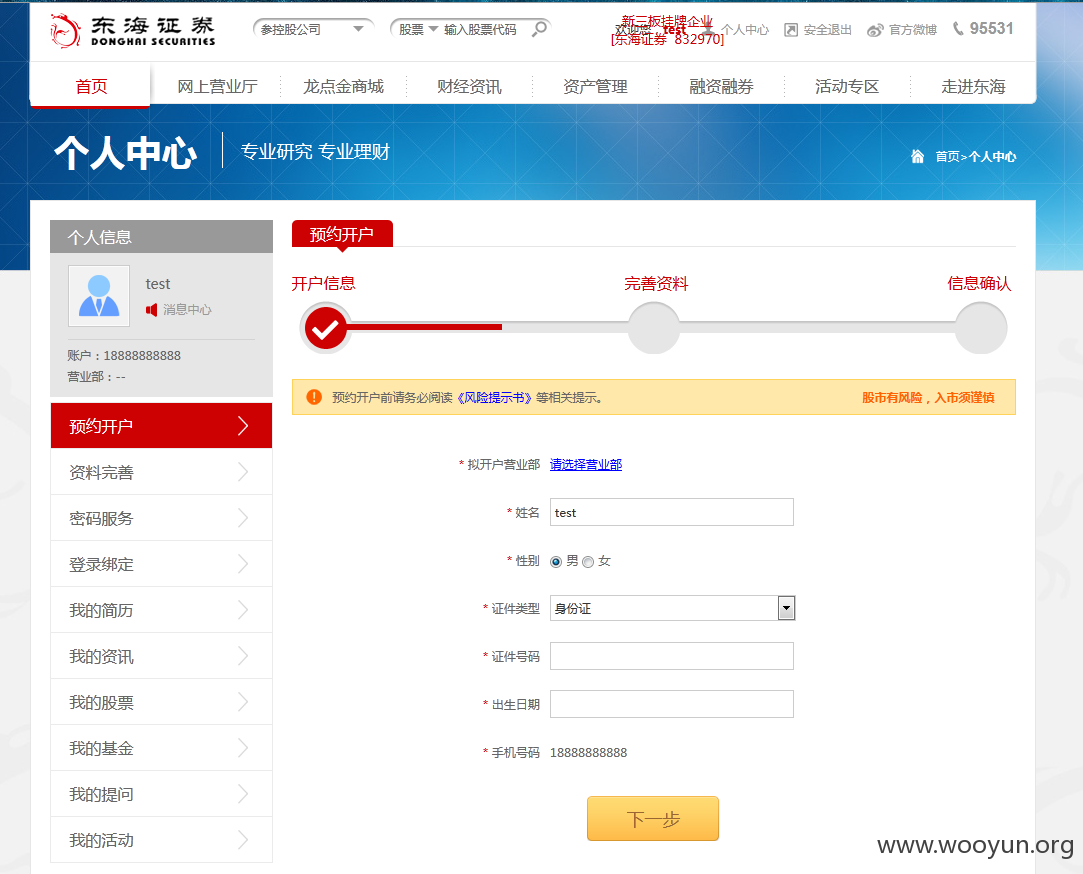 东海证券
DONGHAI SECURITIES
参控股公司
股票 输入股票代码
新三板挂牌企业
欢迎您，test
[东海证券 832970]
个人中心
安全退出
官方微博
95531
首页 网上营业厅 龙点金商城 财经资讯 资产管理 融资融券 活动专区 走进东海
个人中心
专业研究 专业理财
首页>个人中心
个人信息
test
消息中心
账户：18888888888
营业部：--
预约开户
资料完善
密码服务
登录绑定
我的简历
我的资讯
我的股票
我的基金
我的提问
我的活动
预约开户
开户信息 完善资料 信息确认
预约开户前请务必阅读《风险提示书》等相关提示。 股市有风险，入市须谨慎
* 拟开户营业部 请选择营业部
* 姓名 test
* 性别 男 女
* 证件类型 身份证
* 证件号码
* 出生日期
* 手机号码 18888888888
下一步
www.wooyun.org